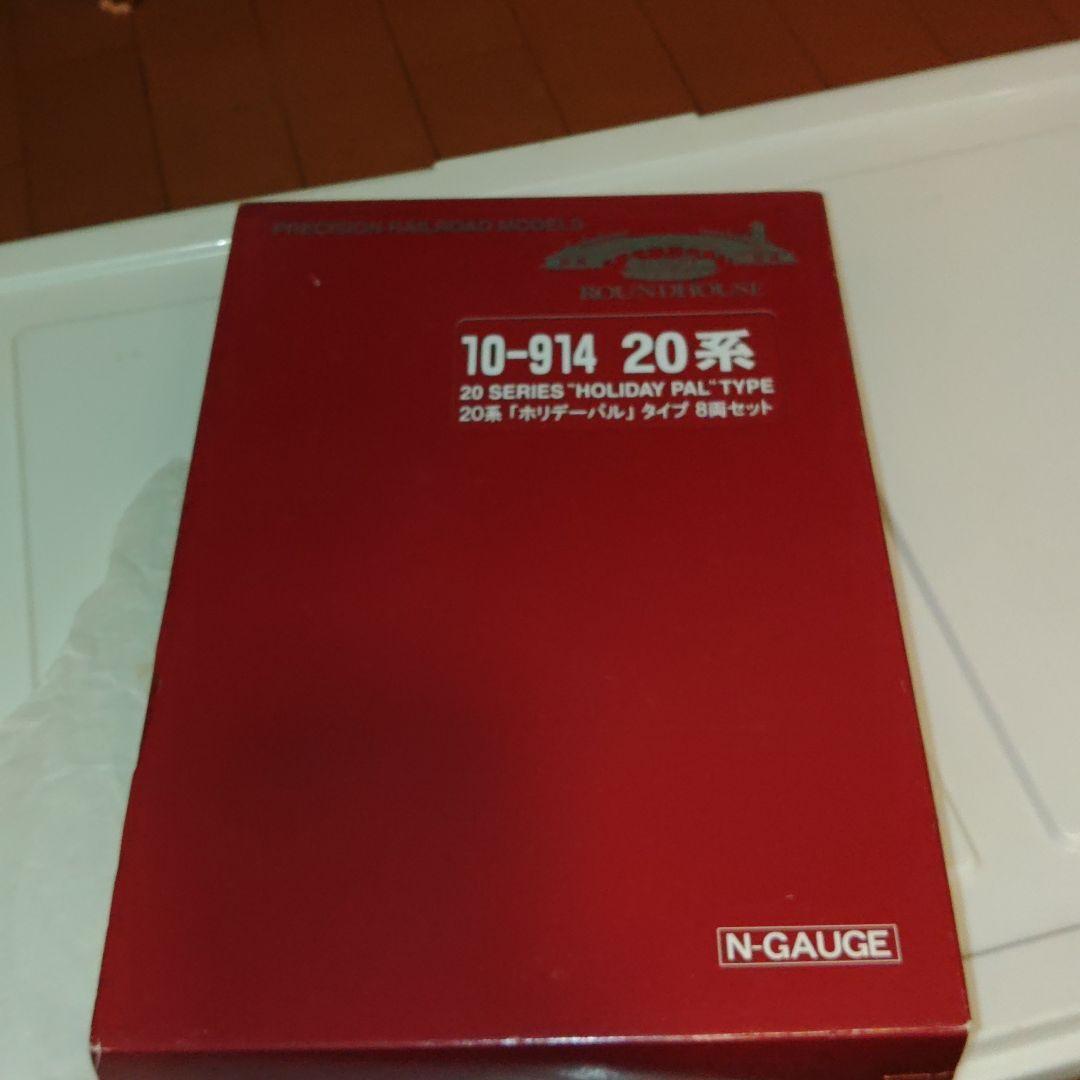 PRECISION RAILROAD MODELS
ROUNDHOUSE
10-914 20系
20 SERIES "HOLIDAY PAL" TYPE
20系「ホリデーパル」タイプ 8両セット
N-GAUGE